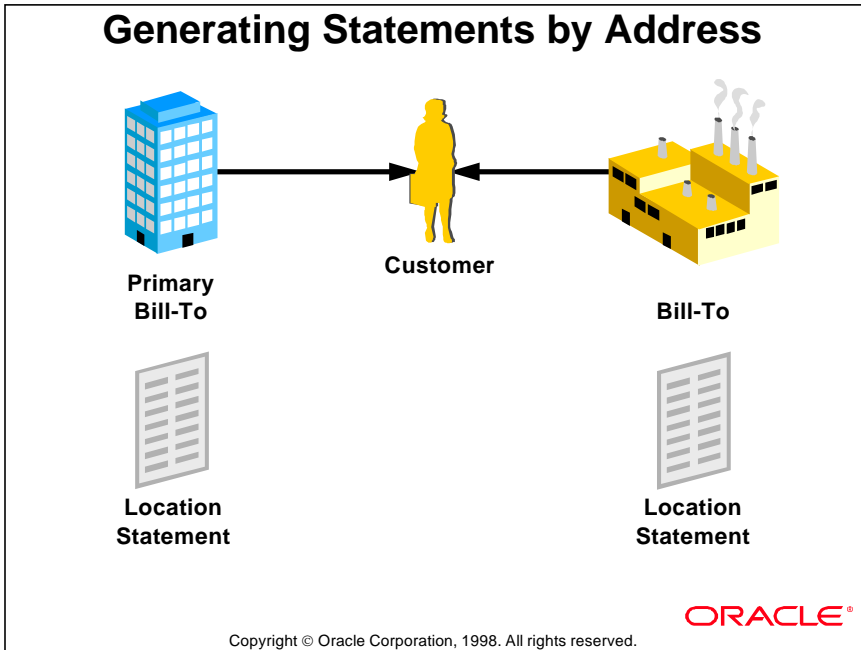 Generating Statements by Address
Customer
Primary
Bill-To
Bill-To
Location
Statement
Location
Statement
ORACLE®
Copyright © Oracle Corporation, 1998. All rights reserved.